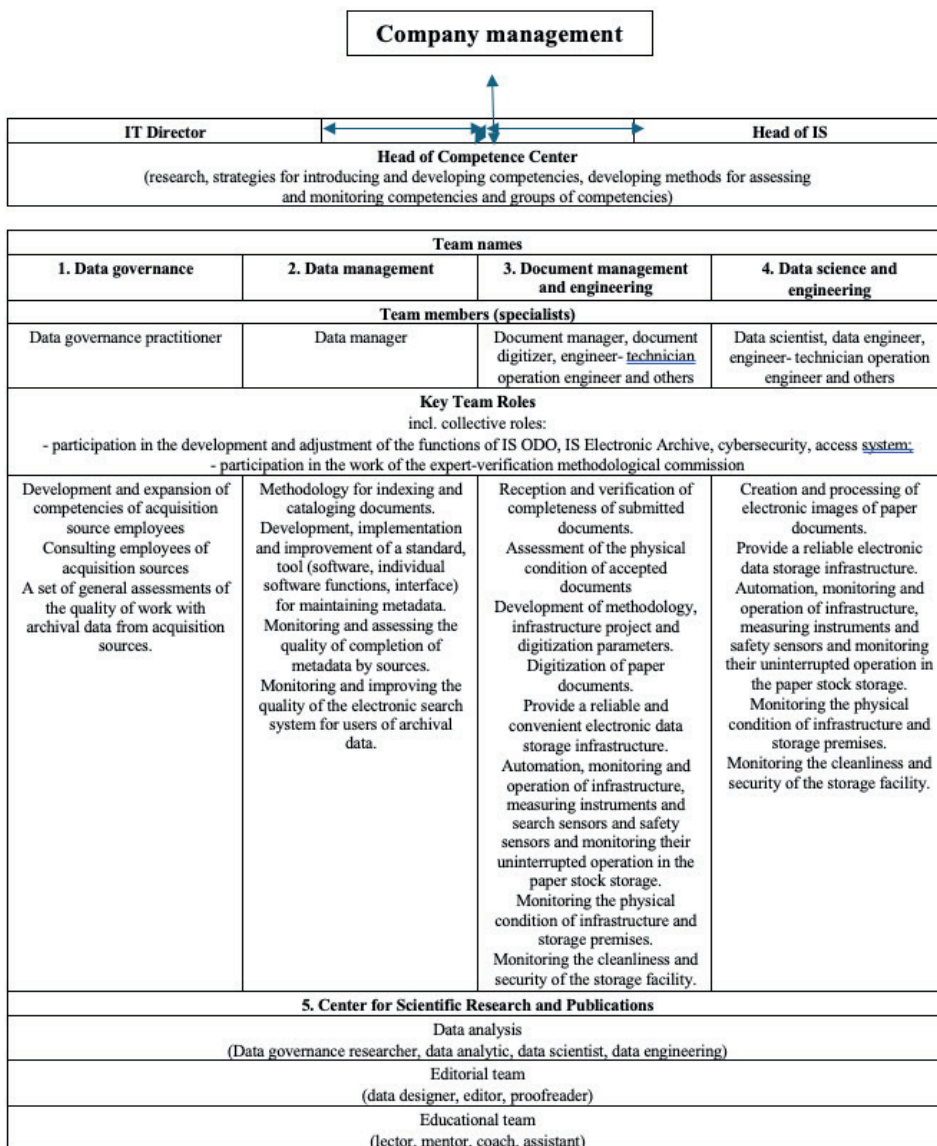 Company management
IT Director
Head of IS
Head of Competence Center
(research, strategies for introducing and developing competencies, developing methods for assessing
and monitoring competencies and groups of competencies)
Team names
1. Data governance
2. Data management
3. Document management
and engineering
4. Data science and
engineering
Team members (specialists)
Data governance practitioner
Data manager
Document manager, document
digitizer, engineer- technician
operation engineer and others
Data scientist, data engineer,
engineer- technician operation
engineer and others
Key Team Roles
incl. collective roles:
- participation in the development and adjustment of the functions of IS ODO, IS Electronic Archive, cybersecurity, access system;
- participation in the work of the expert-verification methodological commission
Development and expansion of
competencies of acquisition
source employees
Consulting employees of
acquisition sources
A set of general assessments of
the quality of work with
archival data from acquisition
sources.
Methodology for indexing and
cataloging documents.
Development, implementation
and improvement of a standard,
tool (software, individual
software functions, interface)
for maintaining metadata.
Monitoring and assessing the
quality of completion of
metadata by sources.
Monitoring and improving the
quality of the electronic search
system for users of archival
data.
Reception and verification of
completeness of submitted
documents.
Assessment of the physical
condition of accepted
documents
Development of methodology,
infrastructure project and
digitization parameters.
Digitization of paper
documents.
Provide a reliable and
convenient electronic data
storage infrastructure.
Automation, monitoring and
operation of infrastructure,
measuring instruments and
search sensors and safety
sensors and monitoring their
uninterrupted operation in the
paper stock storage.
Monitoring the physical
condition of infrastructure and
storage premises.
Monitoring the cleanliness and
security of the storage facility.
Creation and processing of
electronic images of paper
documents.
Provide a reliable electronic
data storage infrastructure.
Automation, monitoring and
operation of infrastructure,
measuring instruments and
safety sensors and monitoring
their uninterrupted operation in
the paper stock storage.
Monitoring the physical
condition of infrastructure and
storage premises.
Monitoring the cleanliness and
security of the storage facility.
5. Center for Scientific Research and Publications
Data analysis
(Data governance researcher, data analytic, data scientist, data engineering)
Editorial team
(data designer, editor, proofreader)
Educational team
(lector, mentor, coach, assistant)